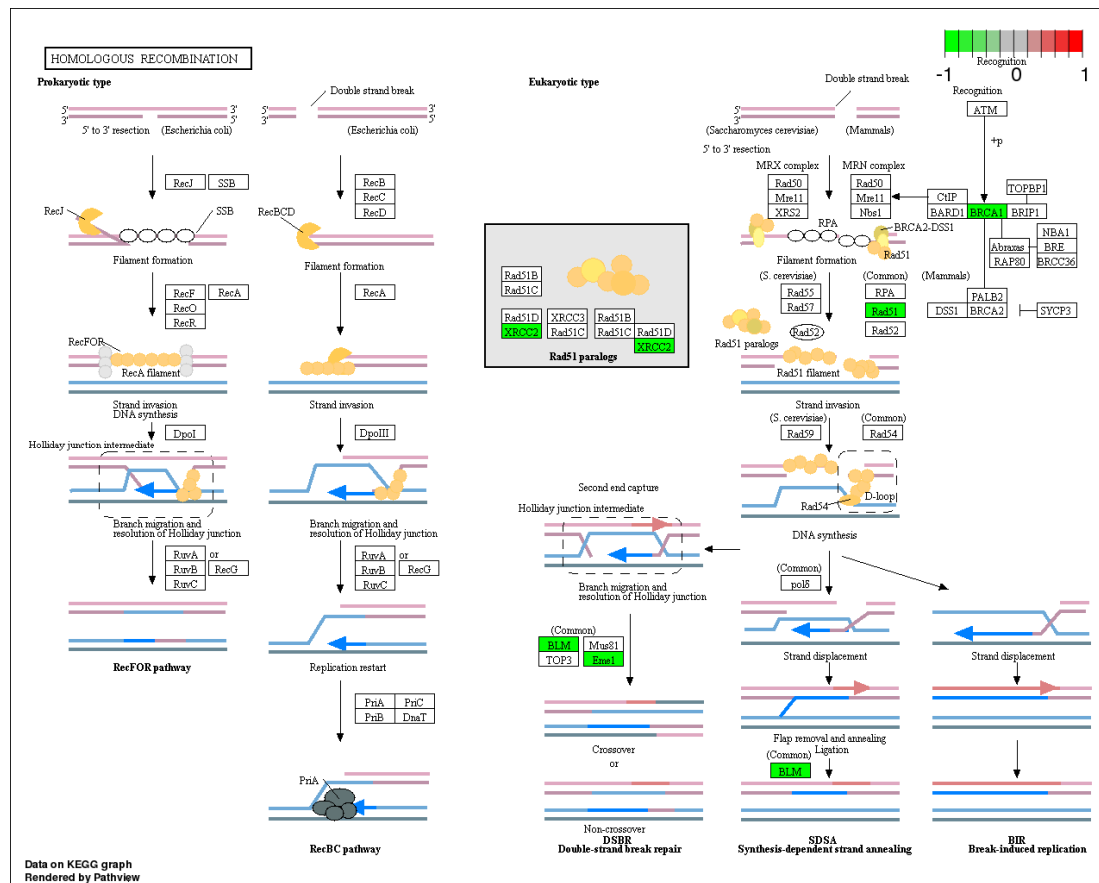 HOMOLOGOUS RECOMBINATION
Prokaryotic type
Eukaryotic type
-1 0 1
Recognition
Recognition
ATM
+p
Double strand break
5' 3'
3' 5'
5' 3'
3' 5'
5' to 3' resection
(Escherichia coli)
(Escherichia coli)
RecJ SSB
RecJ
SSB
Filament formation
RecF RecA
RecO
RecR
RecFOR
RecA filament
Strand invasion
DNA synthesis
DpoI
Holliday junction intermediate
Branch migration and
resolution of Holliday junction
RuvA or
RuvB RecG
RuvC
RecFOR pathway
RecB
RecC
RecD
RecBCD
Filament formation
RecA
Strand invasion
DpoIII
Branch migration and
resolution of Holliday junction
RuvA or
RuvB RecG
RuvC
Replication restart
PriA PriC
PriB DnaT
PriA
RecBC pathway
Rad51B
Rad51C
Rad51D XRCC3 Rad51B
XRCC2 Rad51C Rad51C Rad51D
XRCC2
Rad51 paralogs
Double strand break
(Saccharomyces cerevisiae) (Mammals)
5' to 3' resection
MRX complex MRN complex
Rad50 Rad50
Mre11 Mre11
XRS2 Nbs1
CtIP
TOPBP1
BARD1 BRCA1 BRIP1
NBA1
Abraxas BRE
RAP80 BRCC36
RPA
BRCA2-DSS1
Rad51
Filament formation
(S. cerevisiae) (Common) (Mammals)
Rad55 RPA
Rad57 Rad51
Rad52 Rad52
PALB2
DSS1 BRCA2 SYCP3
Rad51 paralogs
Rad51 filament
Strand invasion
(S. cerevisiae) (Common)
Rad59 Rad54
D-loop
Rad54
DNA synthesis
Second end capture
Holliday junction intermediate
Branch migration and
resolution of Holliday junction
(Common)
BLM Mus81
TOP3 Eme1
Crossover
or
Non-crossover
DSBR
Double-strand break repair
(Common)
polδ
Strand displacement
Flap removal and annealing
Ligation
(Common)
BLM
SDSA
Synthesis-dependent strand annealing
Strand displacement
BIR
Break-induced replication
Data on KEGG graph
Rendered by Pathview